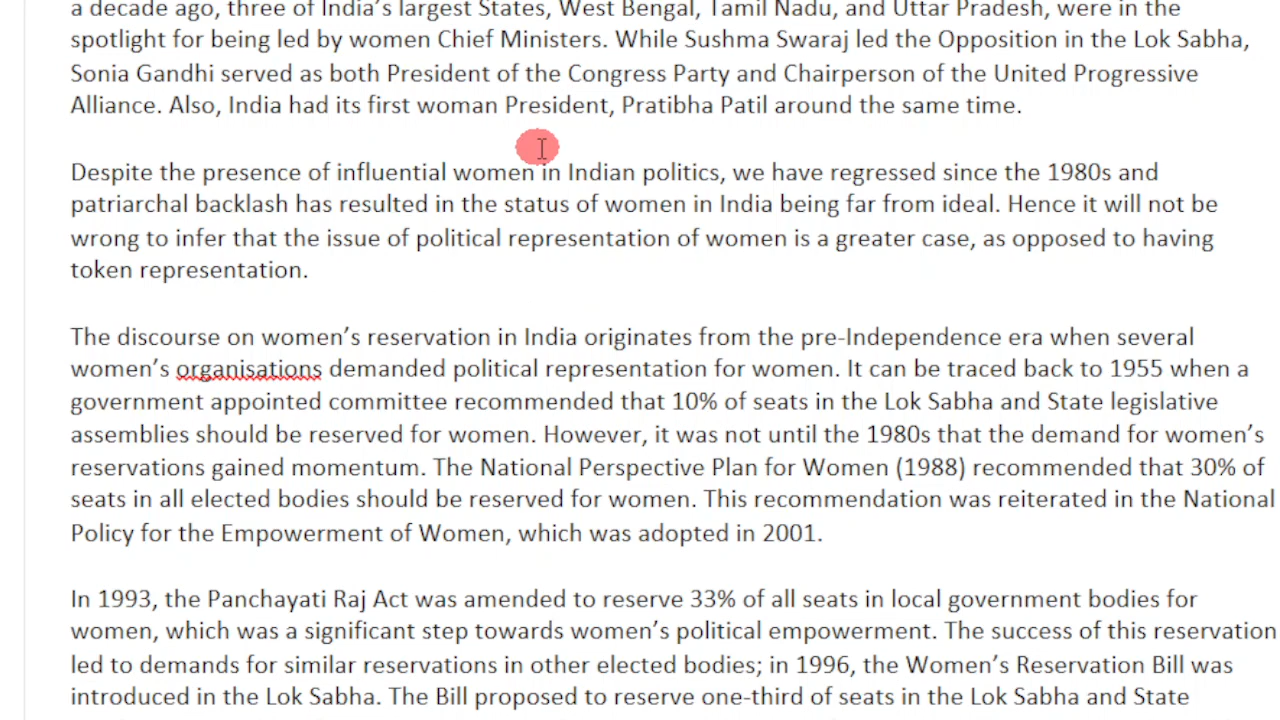 a decade ago, three of India's largest States, West Bengal, Tamil Nadu, and Uttar Pradesh, were in the
spotlight for being led by women Chief Ministers. While Sushma Swaraj led the Opposition in the Lok Sabha,
Sonia Gandhi served as both President of the Congress Party and Chairperson of the United Progressive
Alliance. Also, India had its first woman President, Pratibha Patil around the same time.
Despite the presence of influential women in Indian politics, we have regressed since the 1980s and
patriarchal backlash has resulted in the status of women in India being far from ideal. Hence it will not be
wrong to infer that the issue of political representation of women is a greater case, as opposed to having
token representation.
The discourse on women’s reservation in India originates from the pre-Independence era when several
women’s organisations demanded political representation for women. It can be traced back to 1955 when a
government appointed committee recommended that 10% of seats in the Lok Sabha and State legislative
assemblies should be reserved for women. However, it was not until the 1980s that the demand for women’s
reservations gained momentum. The National Perspective Plan for Women (1988) recommended that 30% of
seats in all elected bodies should be reserved for women. This recommendation was reiterated in the National
Policy for the Empowerment of Women, which was adopted in 2001.
In 1993, the Panchayati Raj Act was amended to reserve 33% of all seats in local government bodies for
women, which was a significant step towards women’s political empowerment. The success of this reservation
led to demands for similar reservations in other elected bodies; in 1996, the Women’s Reservation Bill was
introduced in the Lok Sabha. The Bill proposed to reserve one-third of seats in the Lok Sabha and State